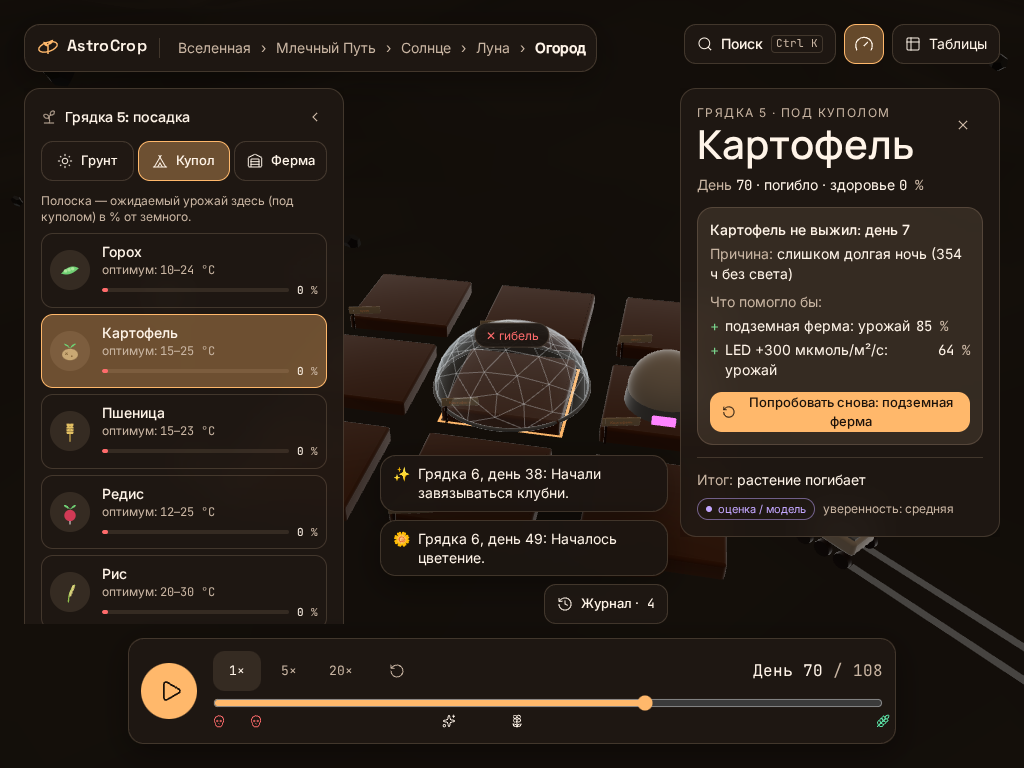 AstroCrop
Вселенная › Млечный Путь › Солнце › Луна › Огород
Поиск Ctrl K
Таблицы
Грядка 5: посадка
Грунт
Купол
Ферма
Полоска — ожидаемый урожай здесь (под
куполом) в % от земного.
Горох
оптимум: 10–24 °C
0 %
Картофель
оптимум: 15–25 °C
0 %
Пшеница
оптимум: 15–23 °C
0 %
Редис
оптимум: 12–25 °C
0 %
Рис
оптимум: 20–30 °C
0 %
× гибель
✨ Грядка 6, день 38: Начали
завязываться клубни.
🌼 Грядка 6, день 49: Началось
цветение.
Журнал · 4
ГРЯДКА 5 · ПОД КУПОЛОМ
Картофель
День 70 · погибло · здоровье 0 %
Картофель не выжил: день 7
Причина: слишком долгая ночь (354
ч без света)
Что помогло бы:
+ подземная ферма: урожай 85 %
+ LED +300 мкмоль/м²/с: 64 %
урожай
Попробовать снова: подземная
ферма
Итог: растение погибает
оценка / модель
уверенность: средняя
1× 5× 20×
День 70 / 108